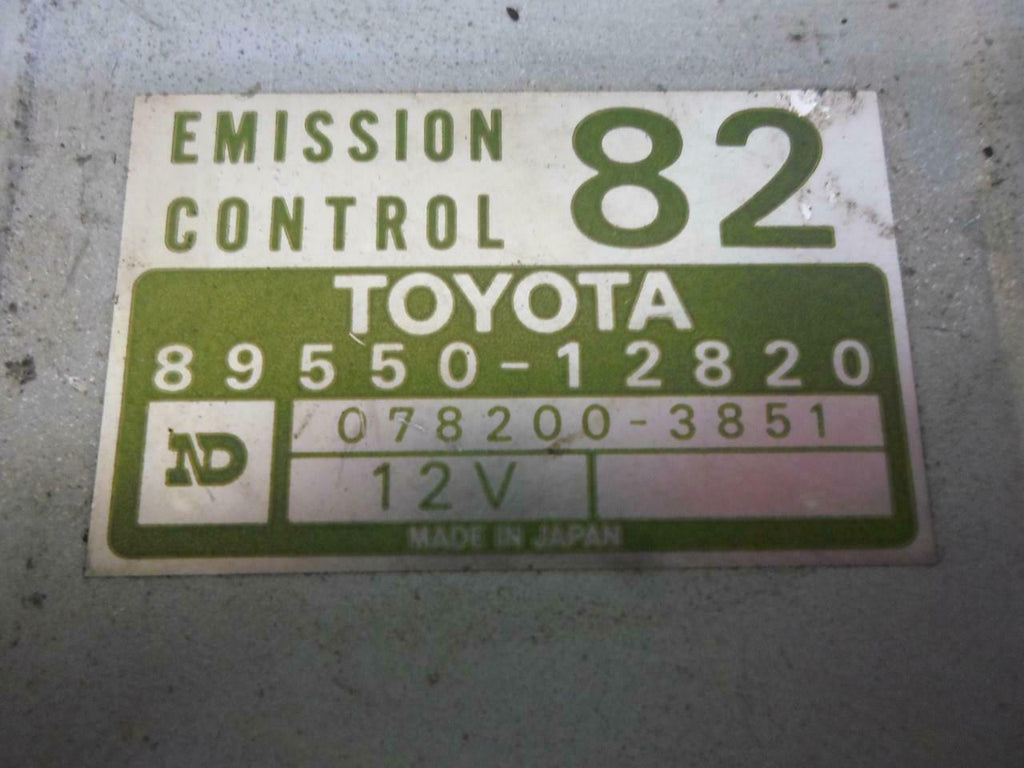 EMISSION
CONTROL
82
TOYOTA
89550-12820
ND
078200-3851
12V
MADE IN JAPAN